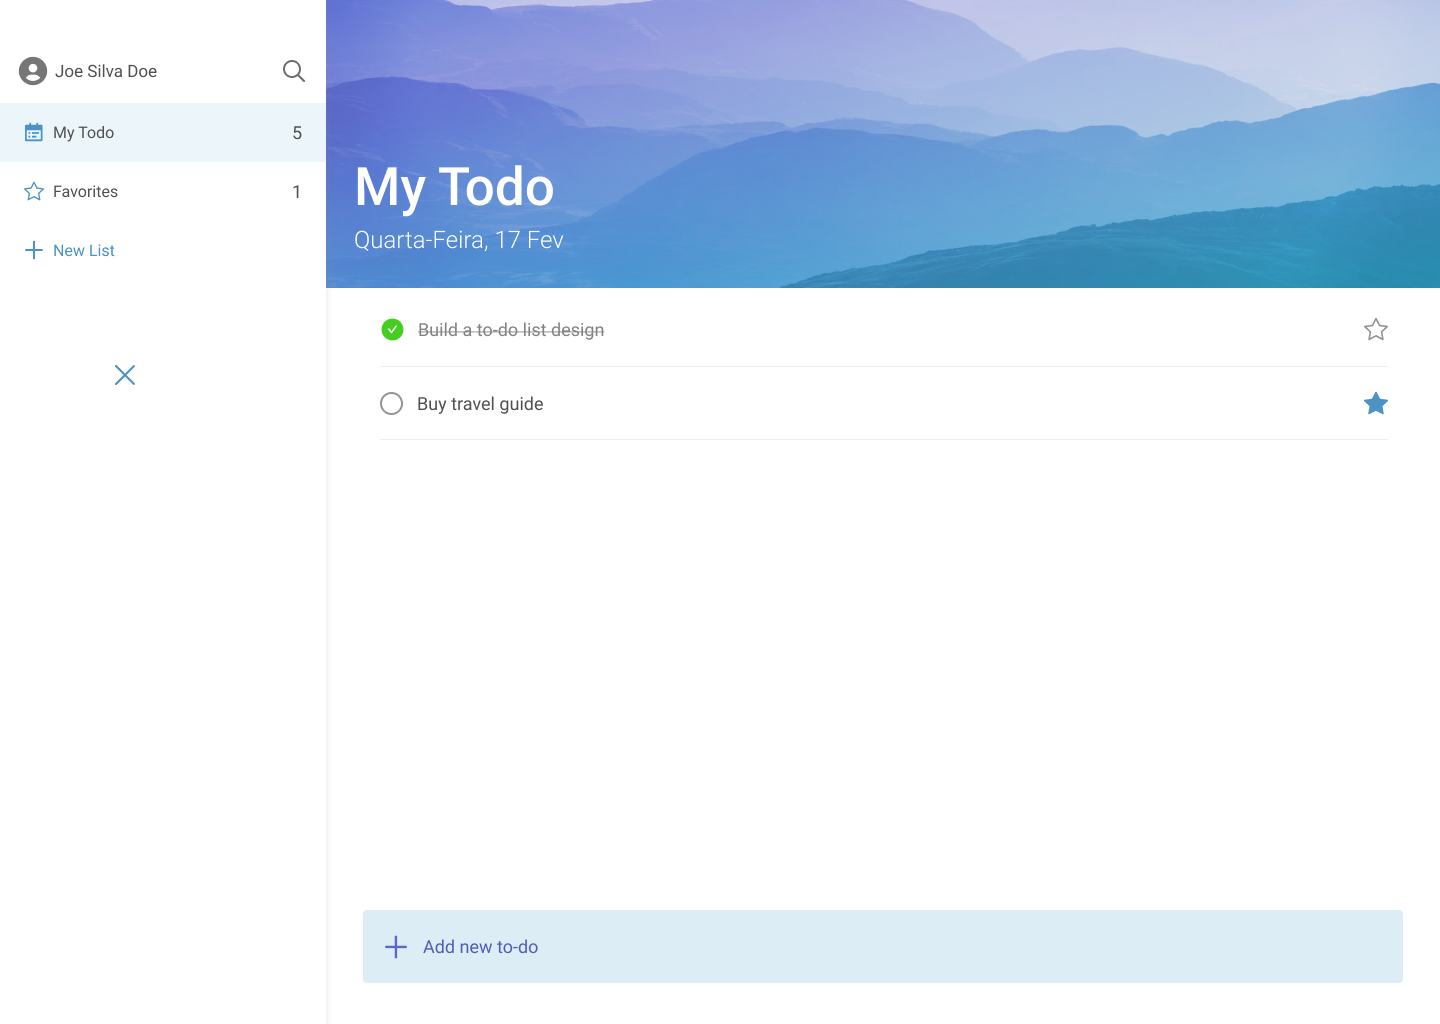 Joe Silva Doe
My Todo 5
Favorites 1
New List
My Todo
Quarta-Feira, 17 Fev
Build a to-do list design
Buy travel guide
Add new to-do